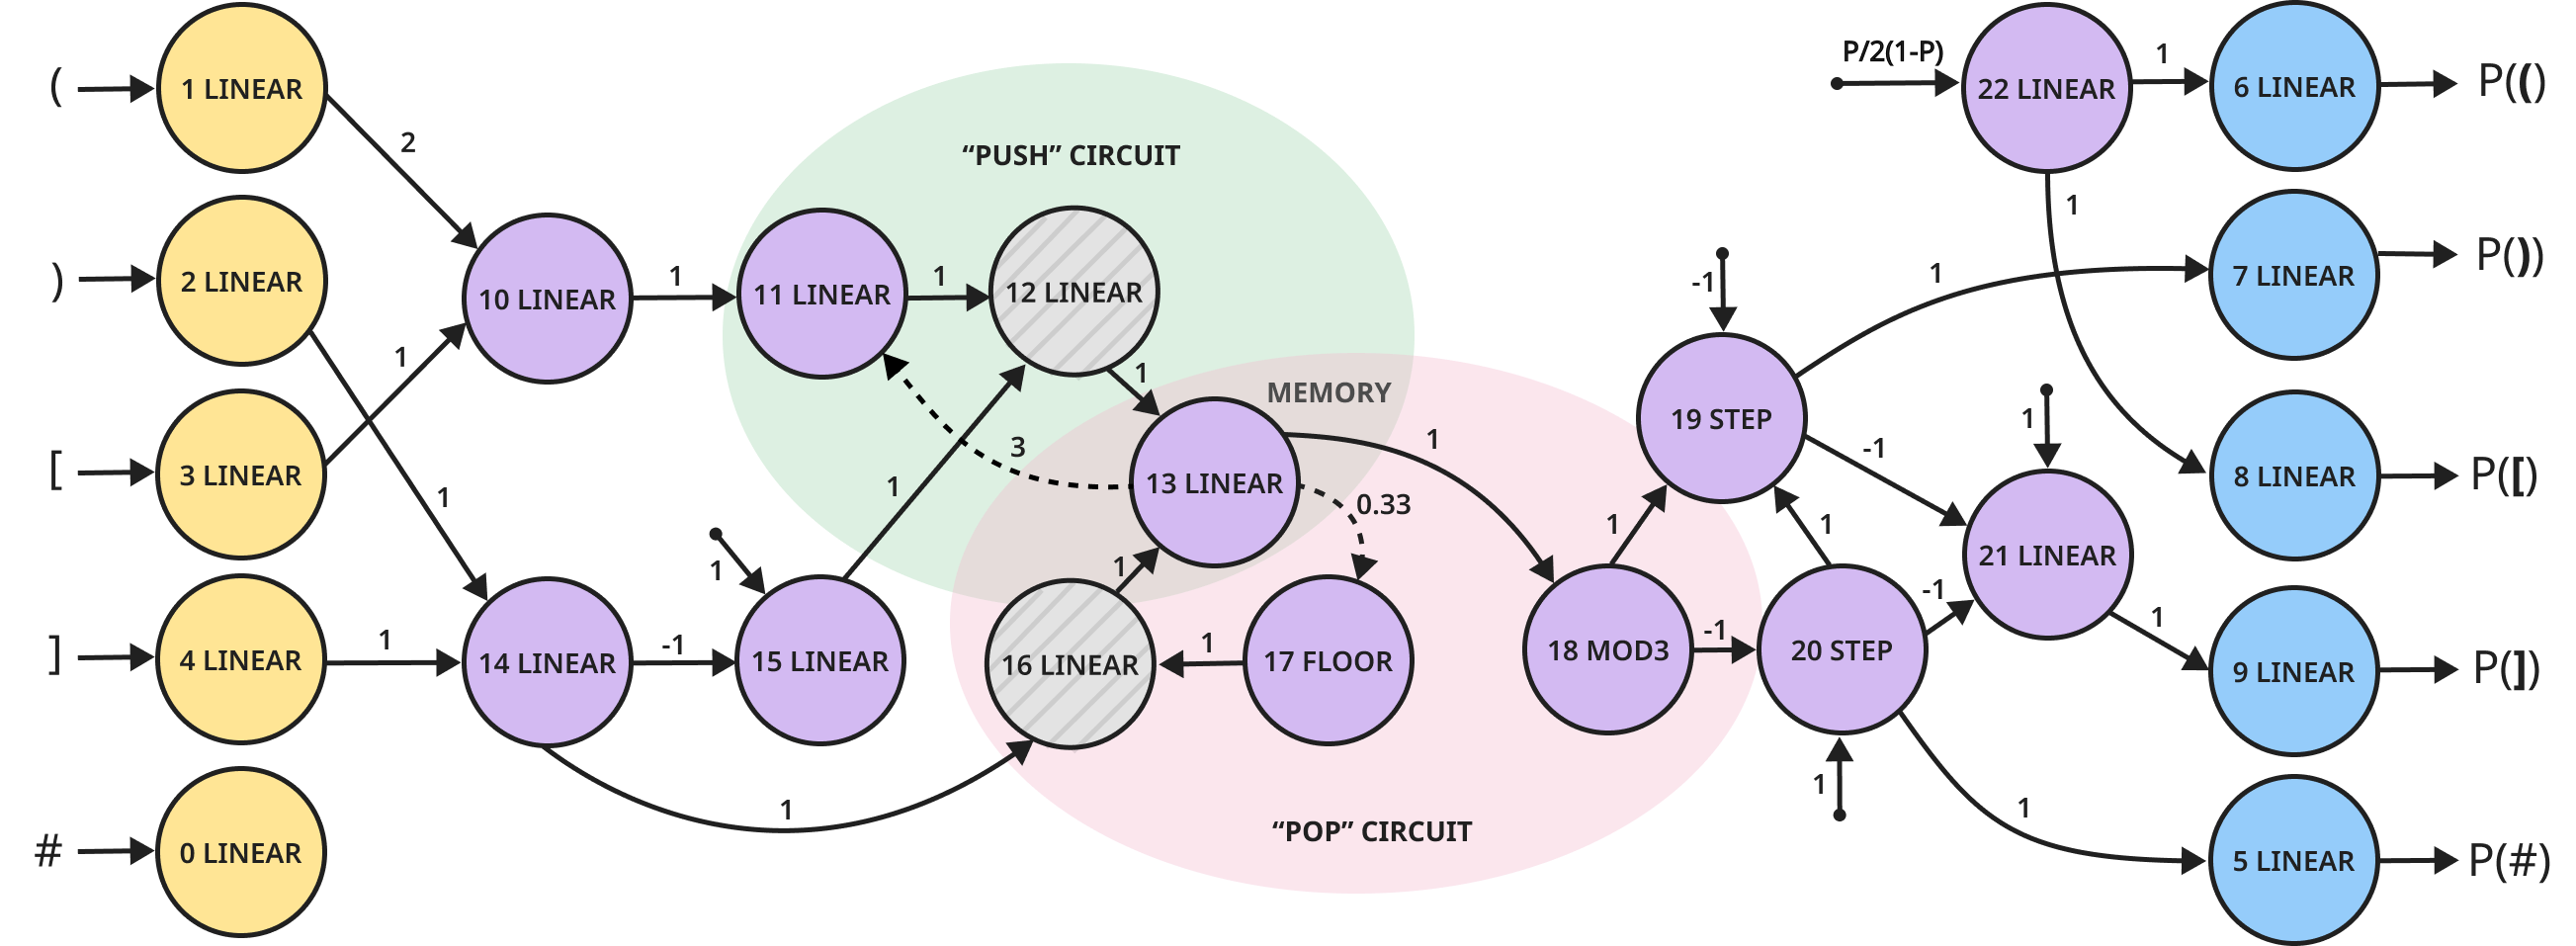 P/2(1-P)
(
1 LINEAR
22 LINEAR
1
6 LINEAR
P(()
2
“PUSH” CIRCUIT
1
)
2 LINEAR
10 LINEAR
1
11 LINEAR
1
12 LINEAR
-1
1
7 LINEAR
P())
1
1
MEMORY
19 STEP
1
[
3 LINEAR
1
1
3
13 LINEAR
0.33
1
-1
8 LINEAR
P([)
1
1
1
1
21 LINEAR
-1
]
4 LINEAR
1
14 LINEAR
-1
15 LINEAR
16 LINEAR
1
17 FLOOR
18 MOD3
-1
20 STEP
1
9 LINEAR
P(])
1
“POP” CIRCUIT
1
1
#
0 LINEAR
5 LINEAR
P(#)